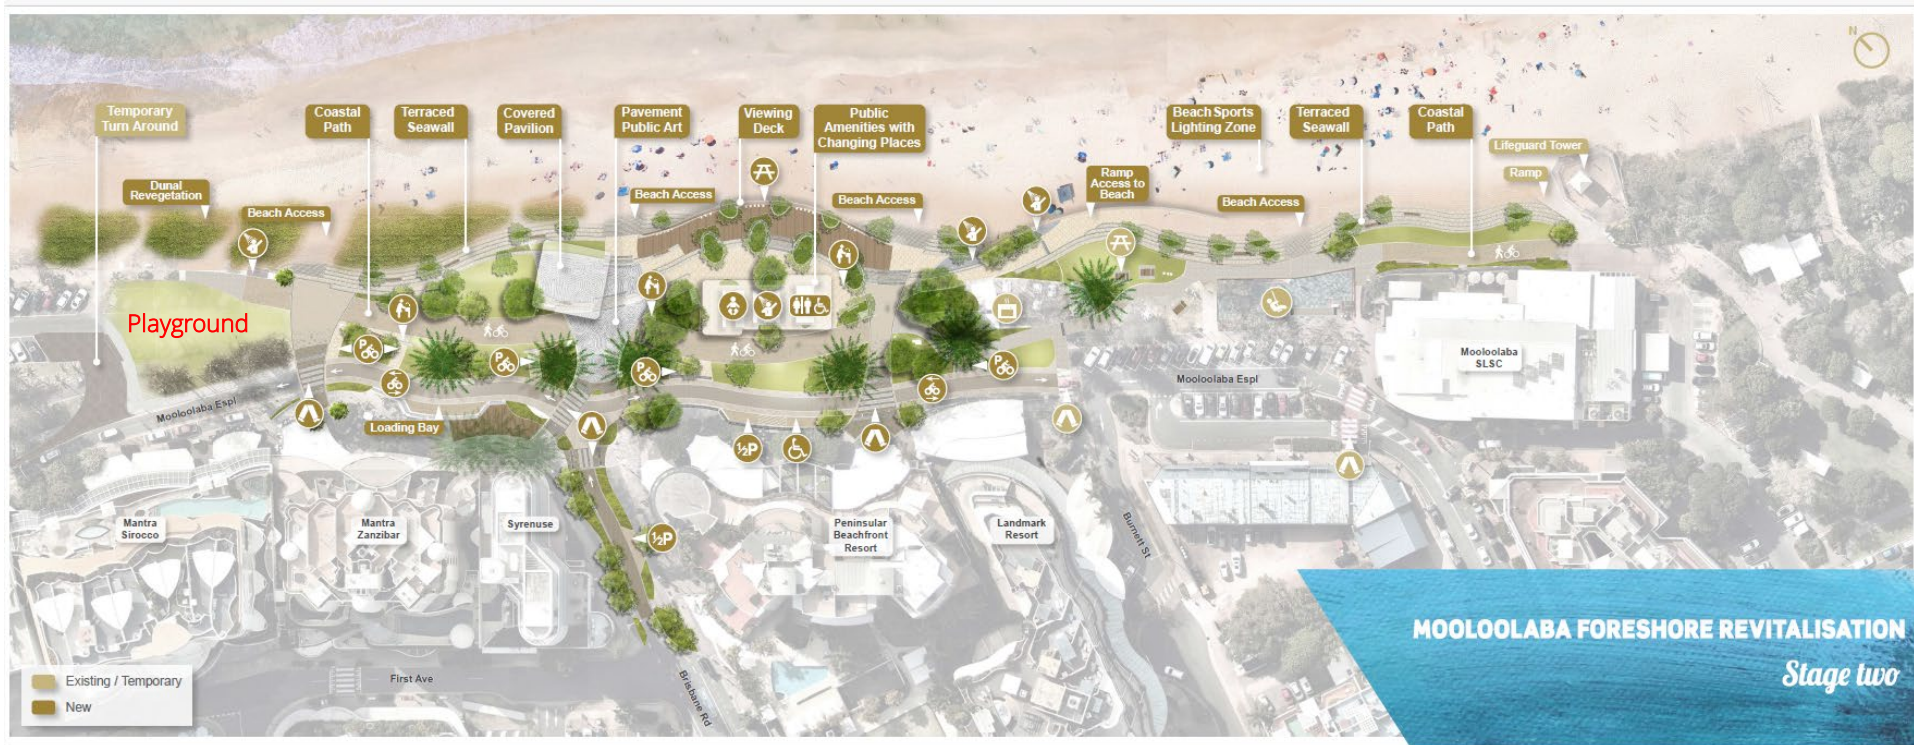 N
Temporary
Turn Around
Coastal
Path
Terraced
Seawall
Covered
Pavilion
Pavement
Public Art
Viewing
Deck
Public
Amenities with
Changing Places
Beach Sports
Lighting Zone
Terraced
Seawall
Coastal
Path
Lifeguard Tower
Ramp
Dunal
Revegetation
Beach Access
Beach Access
Beach Access
Ramp
Access to
Beach
Beach Access
Playground
P
P
P
P
Mooloolaba Espl
Loading Bay
½P
½P
Mooloolaba Espl
Mooloolaba
SLSC
Mantra
Sirocco
Mantra
Zanzibar
Syrenuse
Peninsular
Beachfront
Resort
Landmark
Resort
Burnett St
Brisbane Rd
First Ave
Existing / Temporary
New
MOOLOOLABA FORESHORE REVITALISATION
Stage two